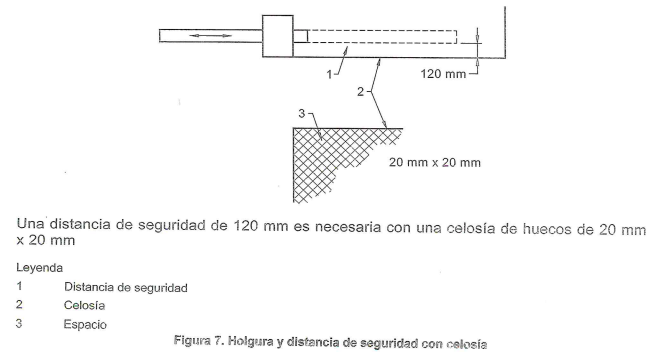 1
120 mm
2
3
20 mm x 20 mm
Una distancia de seguridad de 120 mm es necesaria con una celosía de huecos de 20 mm
x 20 mm
Leyenda
1 Distancia de seguridad
2 Celosía
3 Espacio
Figura 7. Holgura y distancia de seguridad con celosía